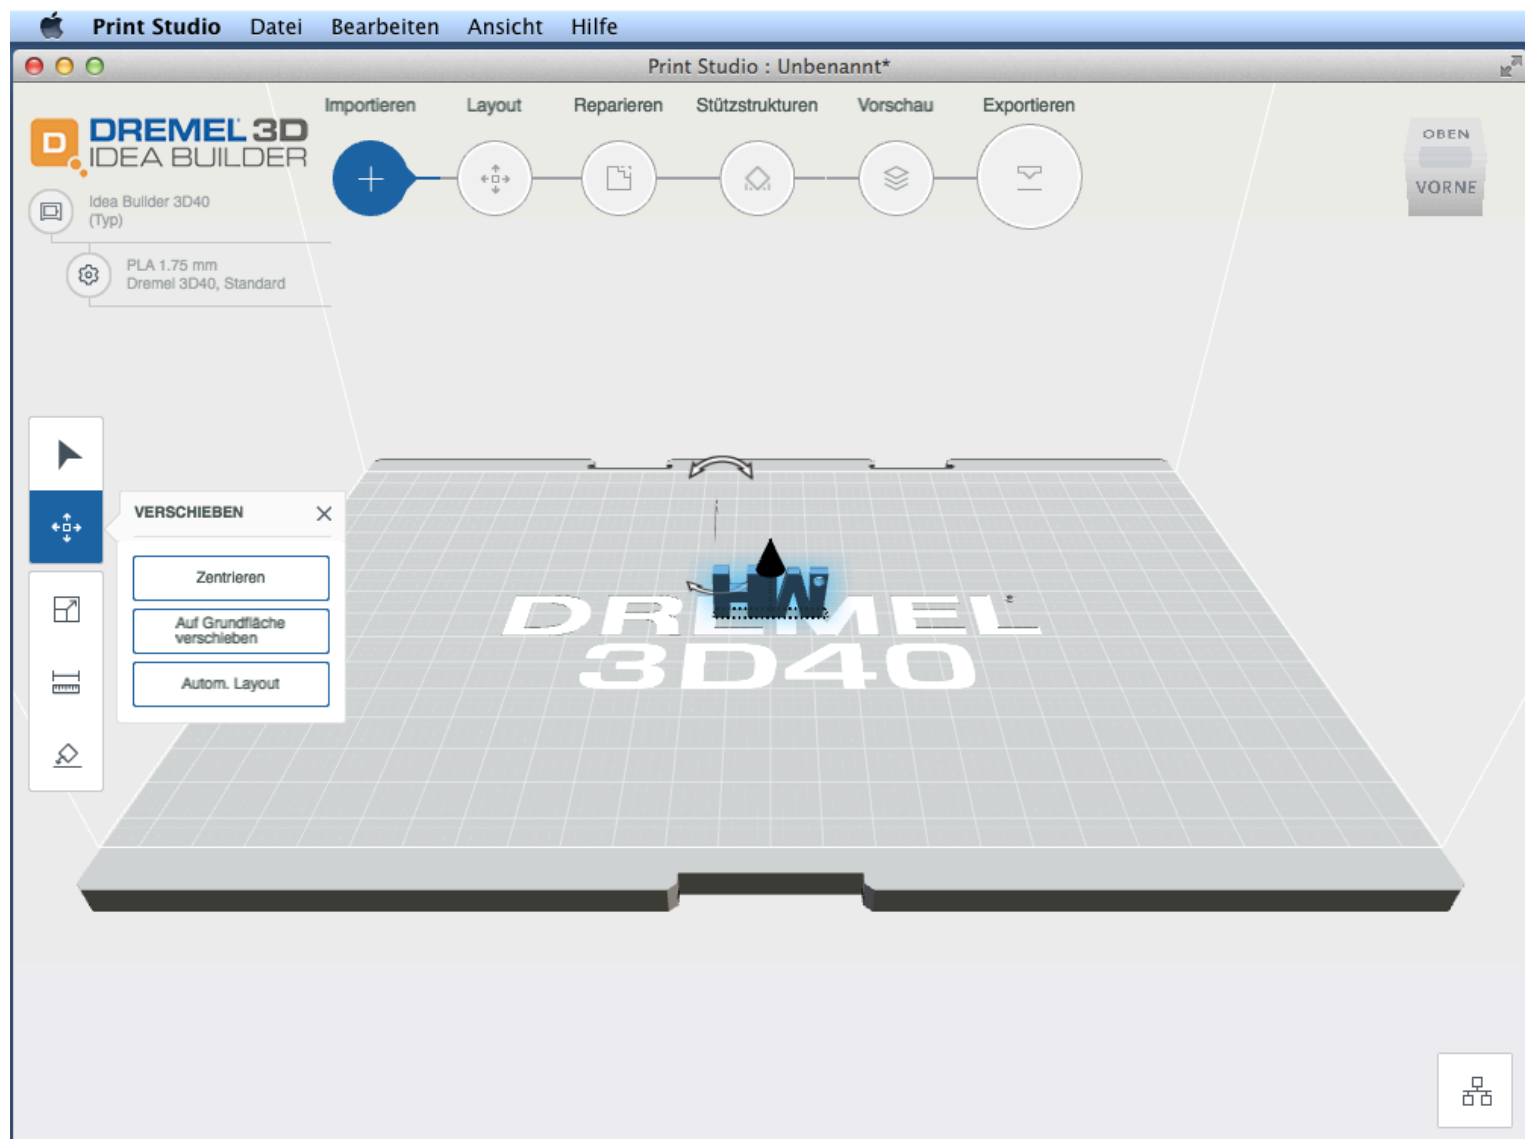 Print Studio Datei Bearbeiten Ansicht Hilfe
Print Studio : Unbenannt*
Importieren Layout Reparieren Stützstrukturen Vorschau Exportieren
DREMEL 3D
IDEA BUILDER
D
OBEN
VORNE
Idea Builder 3D40
(Typ)
PLA 1.75 mm
Dremel 3D40, Standard
VERSCHIEBEN
Zentrieren
Auf Grundfläche
verschieben
Autom. Layout
HW
DREMEL
3D40